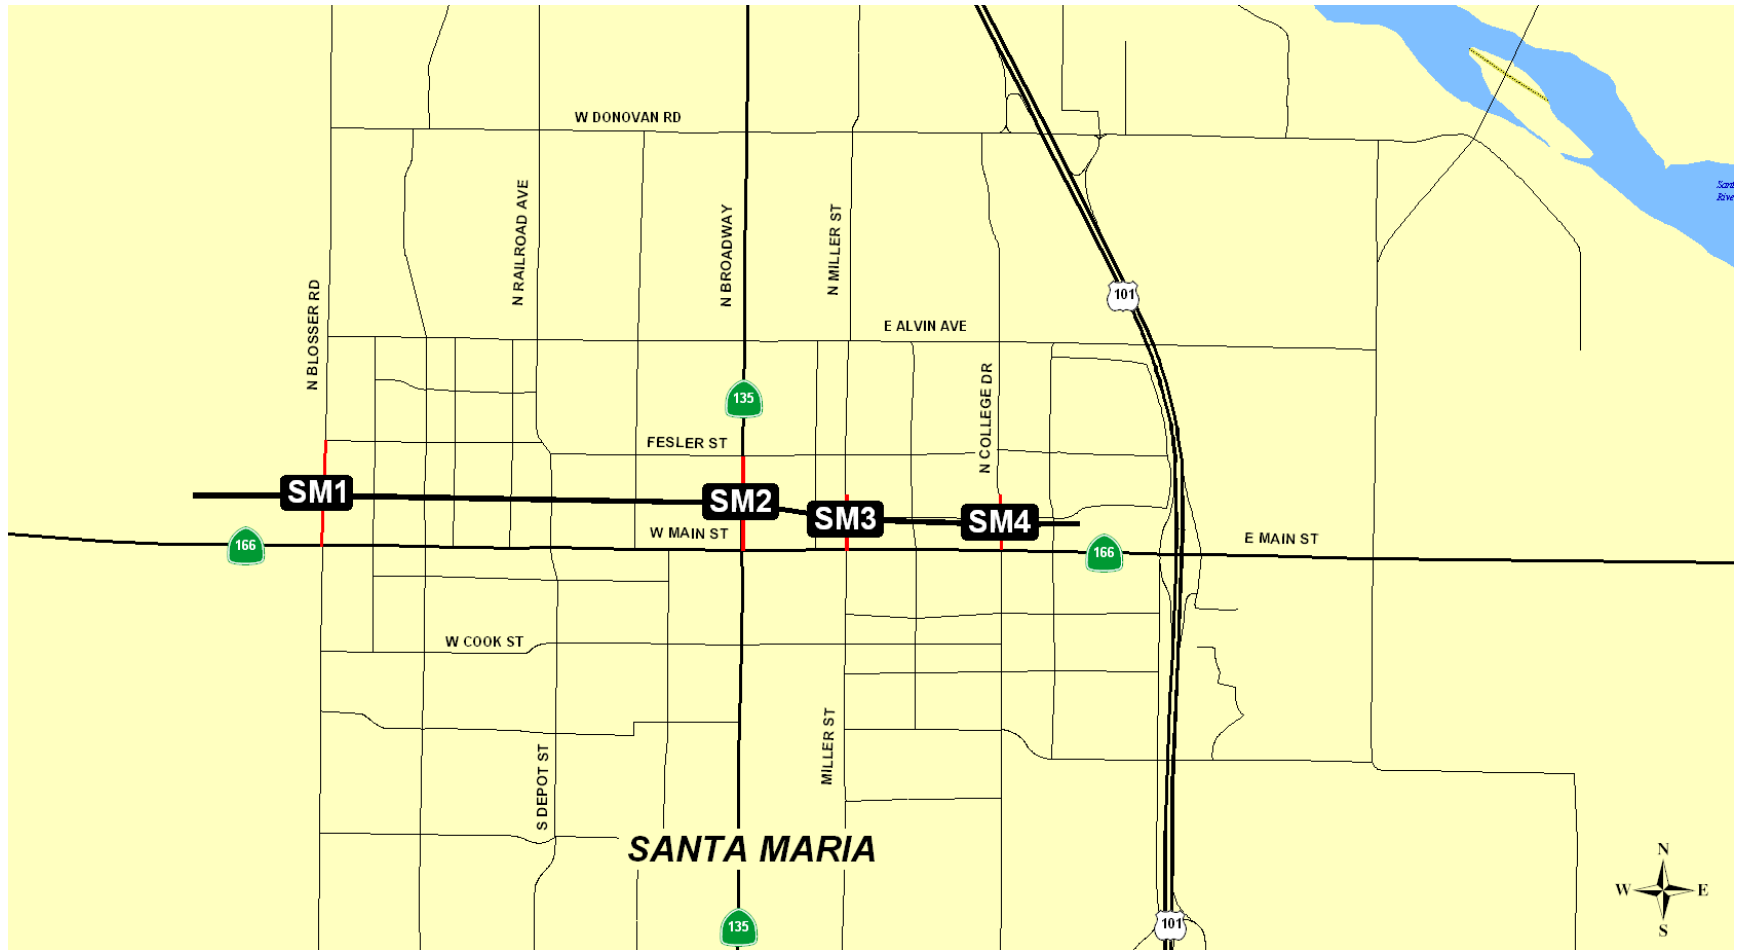 W DONOVAN RD
N RAILROAD AVE
N BROADWAY
N MILLER ST
N BLOSSER RD
101
E ALVIN AVE
N COLLEGE DR
135
FESLER ST
SM1
SM2
SM3
SM4
W MAIN ST
166
166
E MAIN ST
W COOK ST
S DEPOT ST
MILLER ST
SANTA MARIA
135
101
N
W
E
S